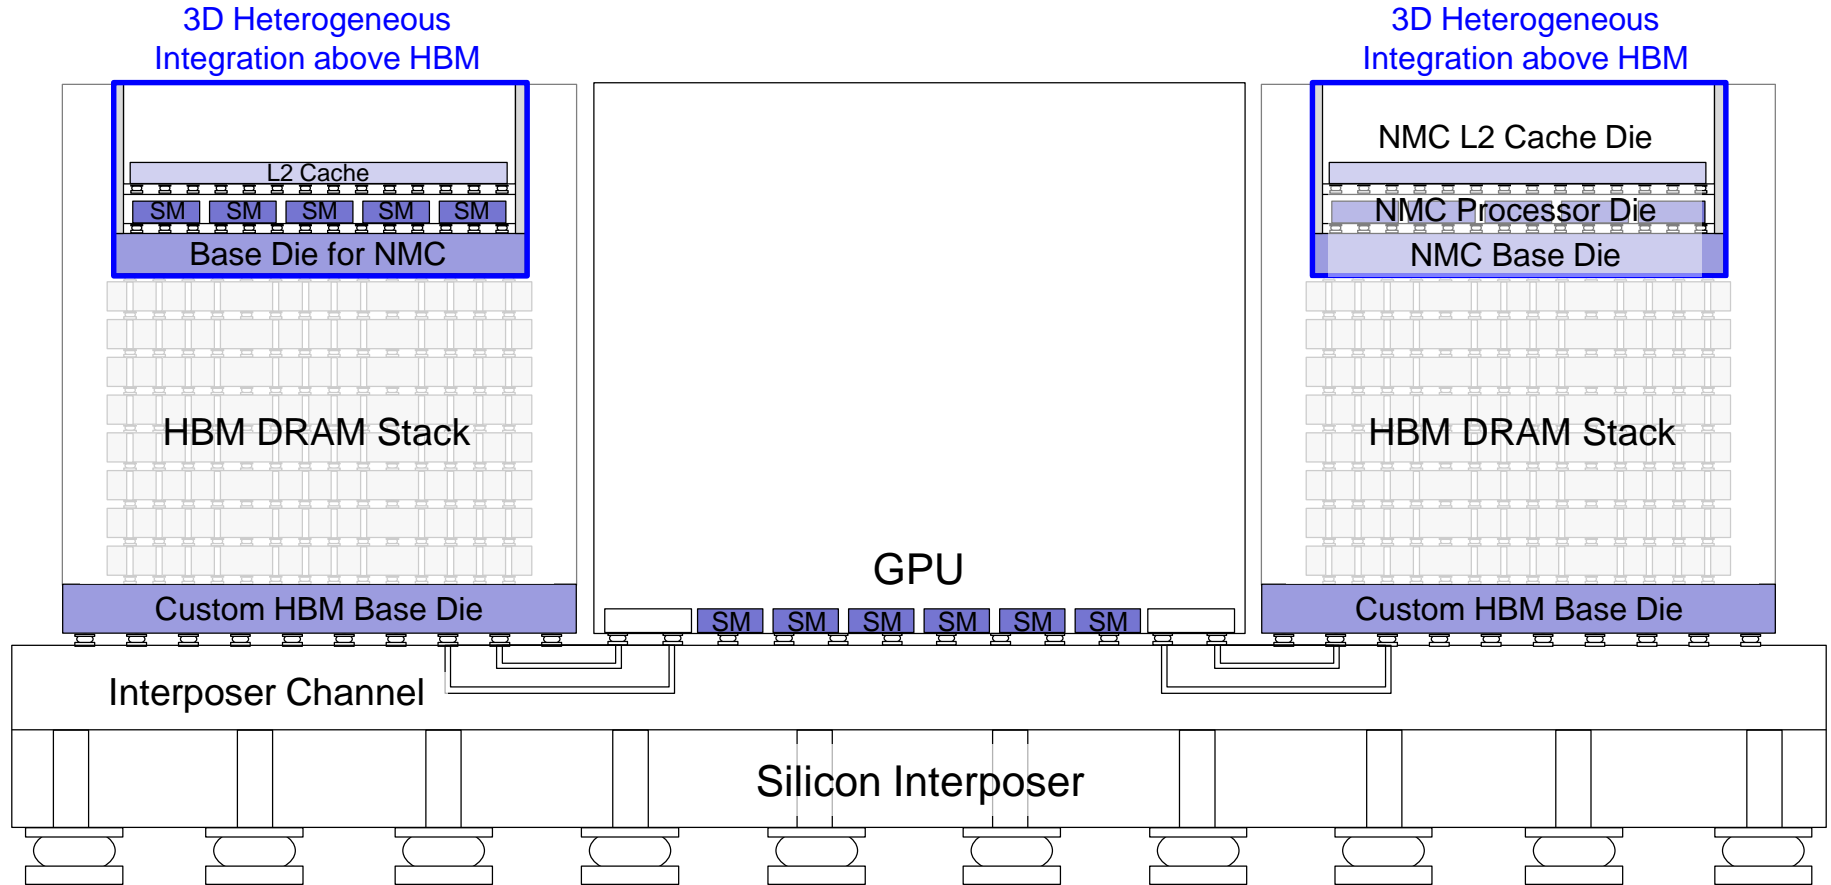 3D Heterogeneous
Integration above HBM
3D Heterogeneous
Integration above HBM
L2 Cache
SM SM SM SM SM
Base Die for NMC
HBM DRAM Stack
Custom HBM Base Die
GPU
SM SM SM SM SM SM
NMC L2 Cache Die
NMC Processor Die
NMC Base Die
HBM DRAM Stack
Custom HBM Base Die
Interposer Channel
Silicon Interposer